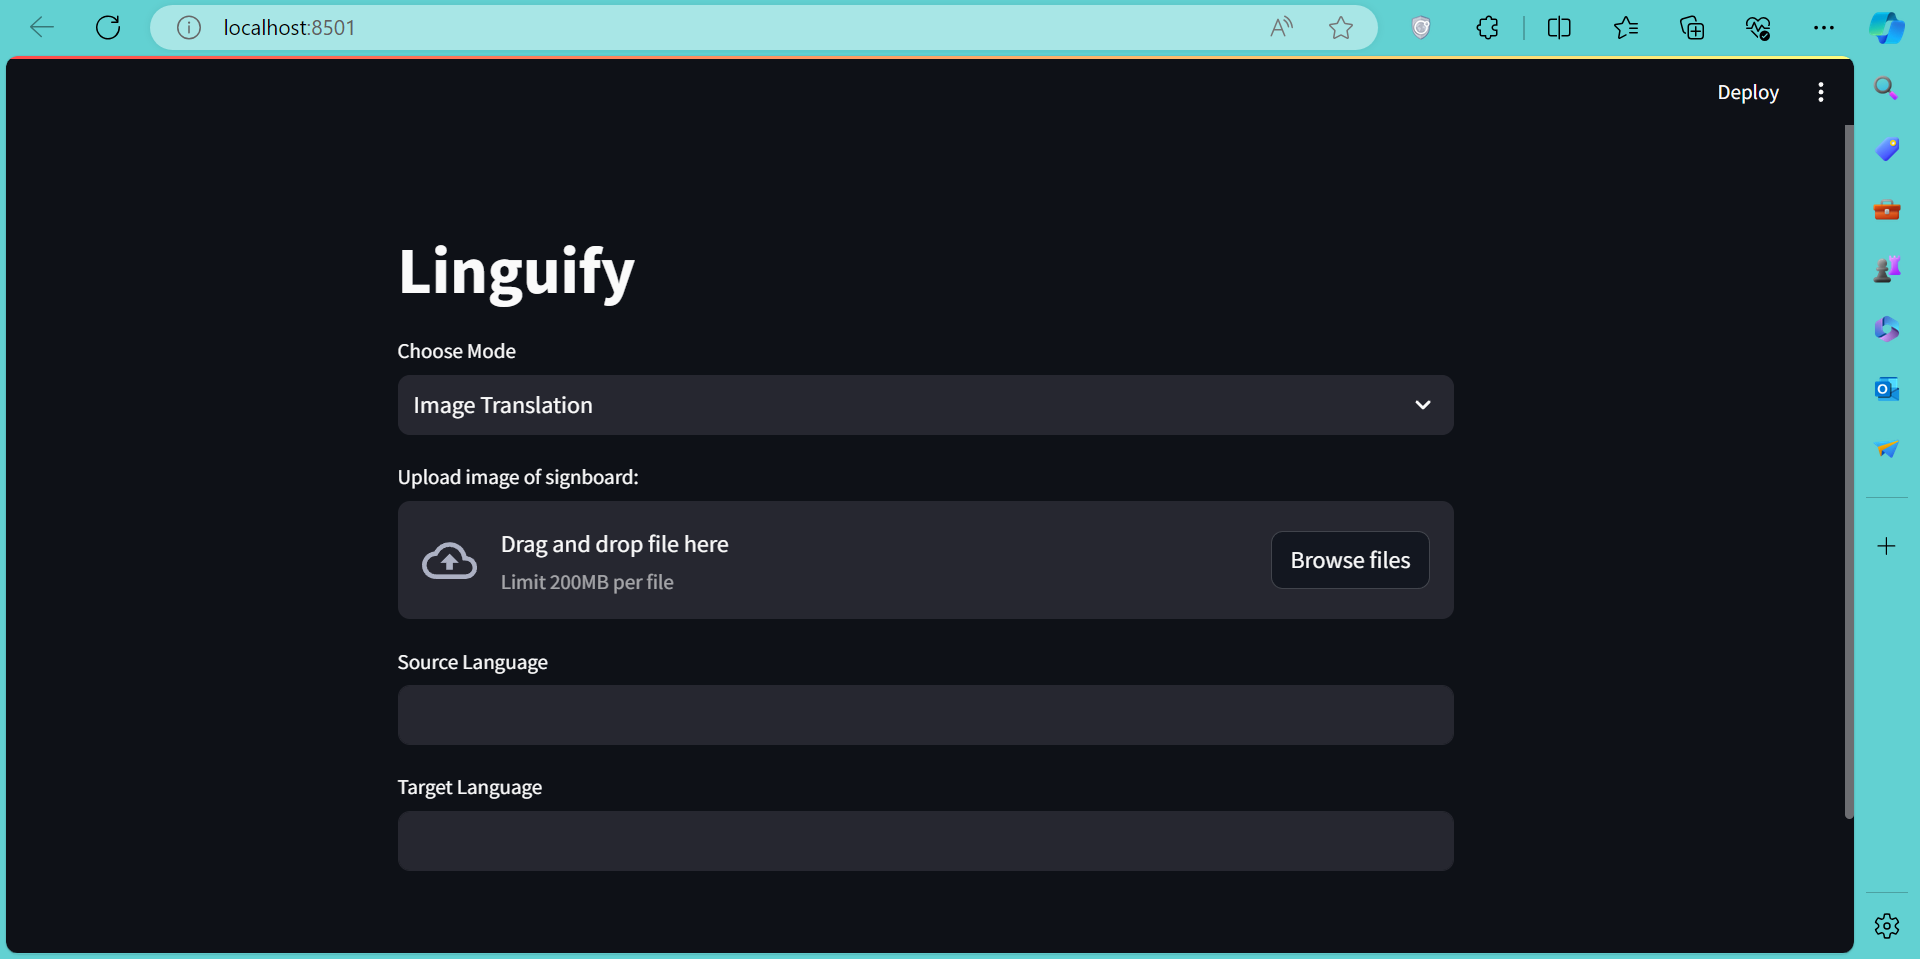 localhost:8501
Deploy
Linguify
Choose Mode
Image Translation
Upload image of signboard:
Drag and drop file here
Limit 200MB per file
Browse files
Source Language
Target Language